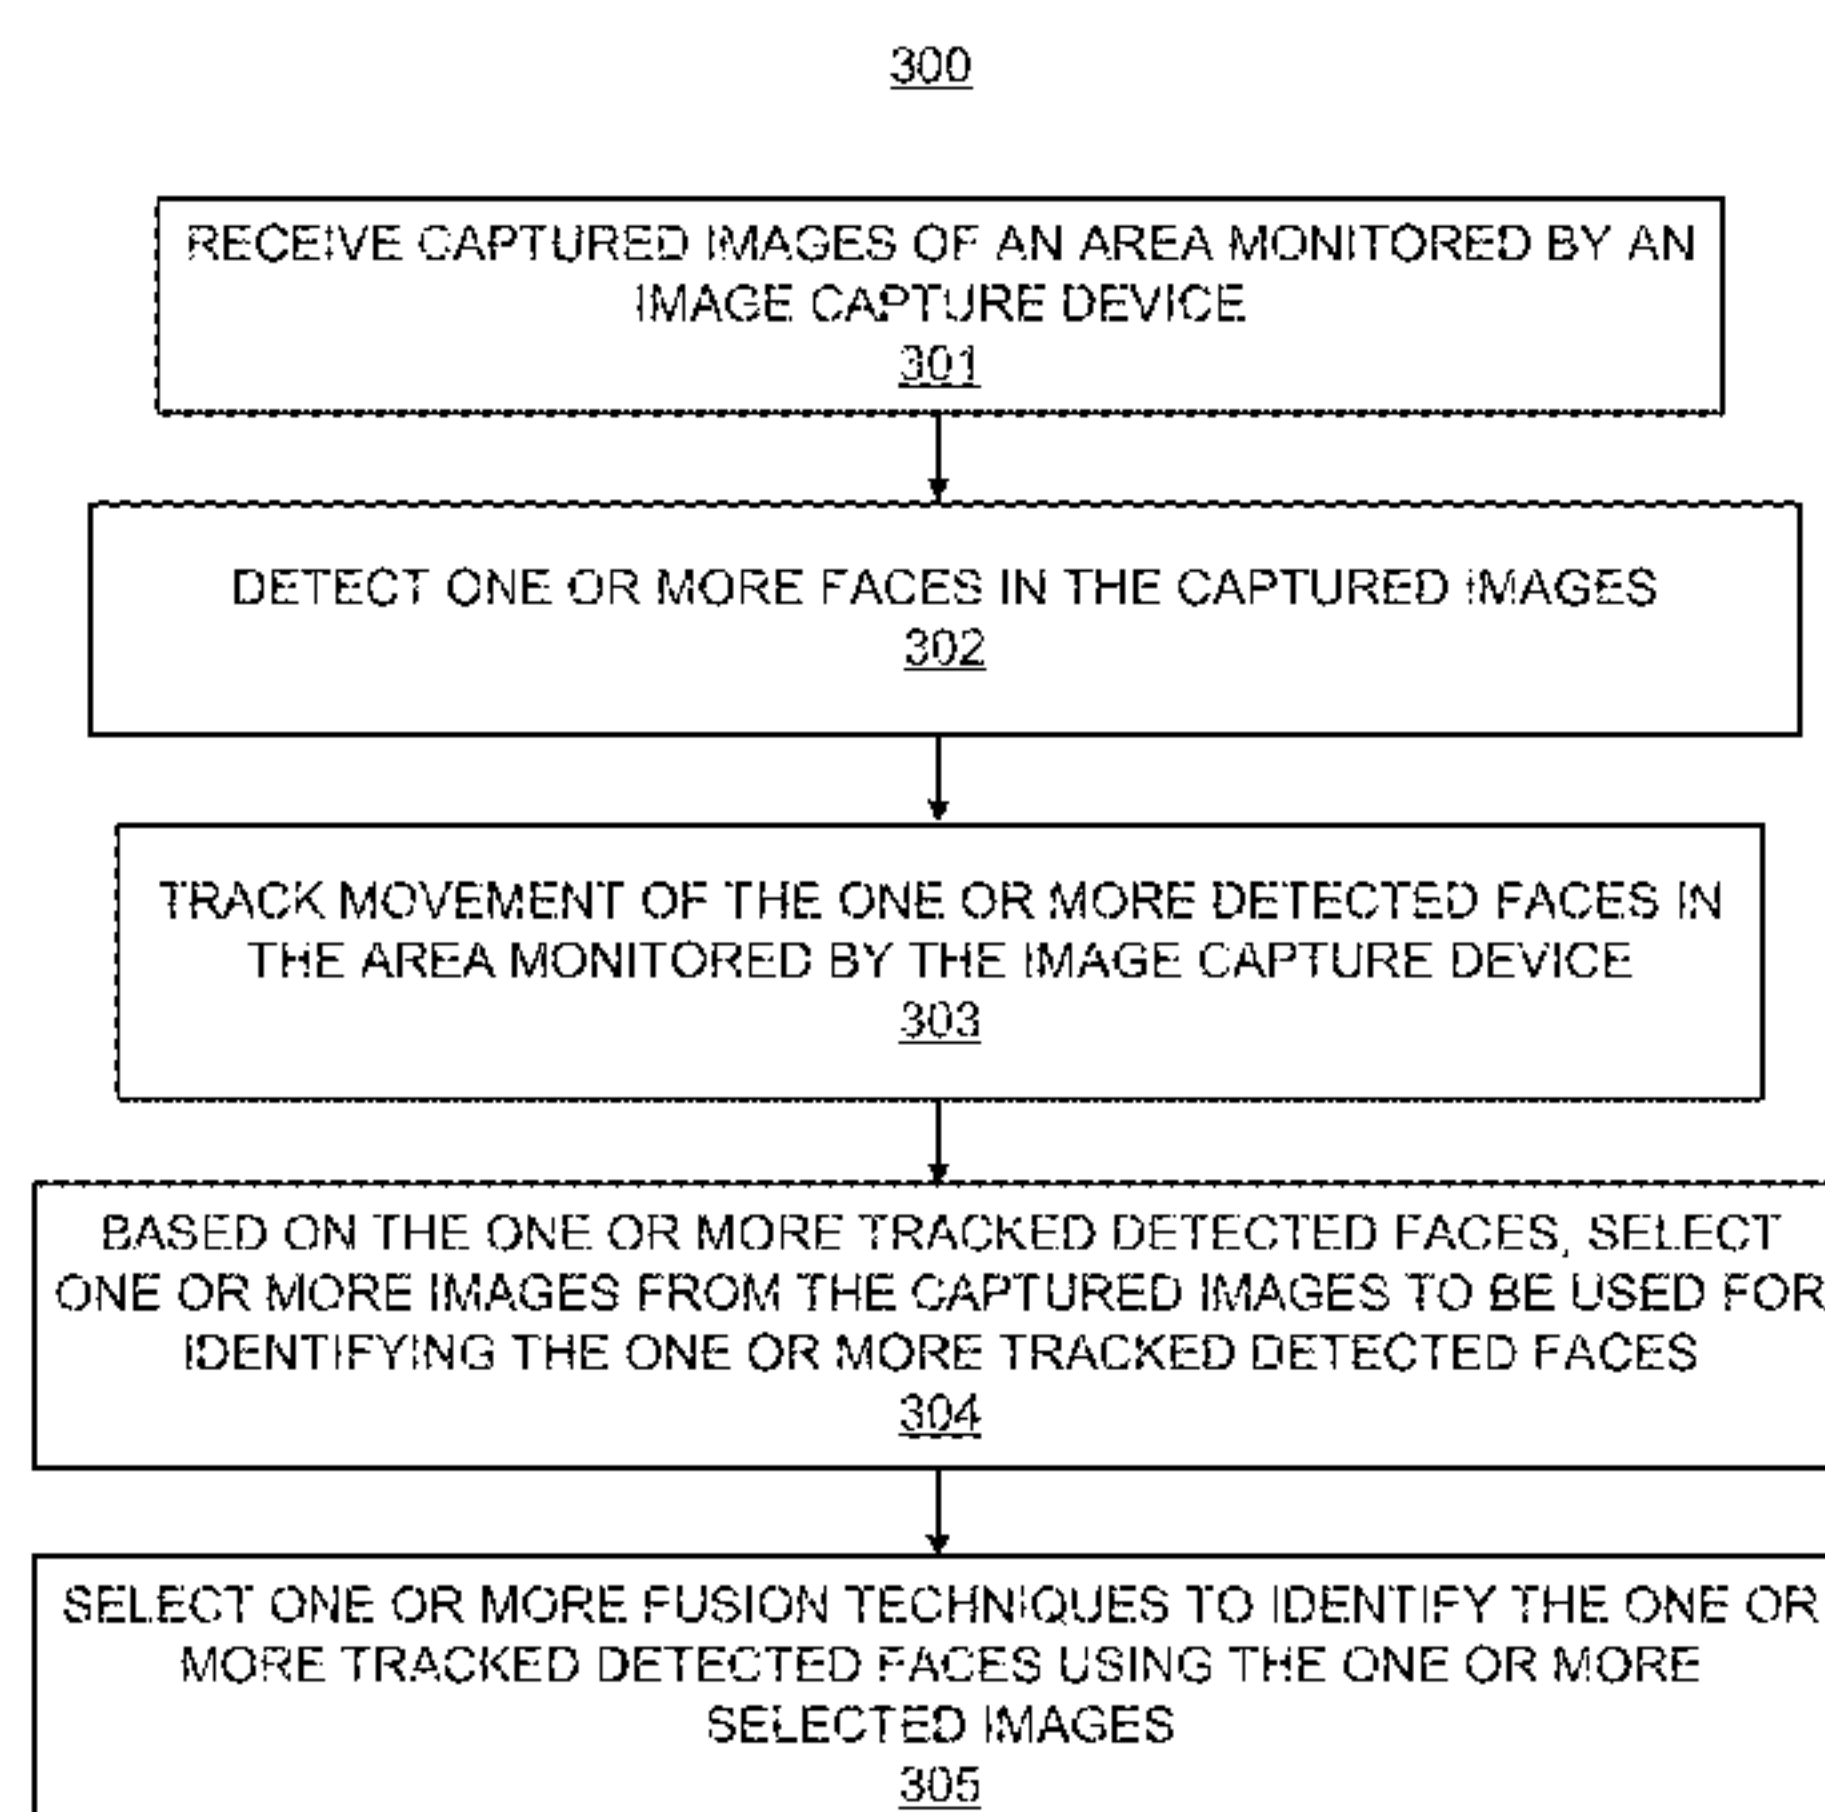 300
RECEIVE CAPTURED IMAGES OF AN AREA MONITORED BY AN
IMAGE CAPTURE DEVICE
301
DETECT ONE OR MORE FACES IN THE CAPTURED IMAGES
302
TRACK MOVEMENT OF THE ONE OR MORE DETECTED FACES IN
THE AREA MONITORED BY THE IMAGE CAPTURE DEVICE
303
BASED ON THE ONE OR MORE TRACKED DETECTED FACES, SELECT
ONE OR MORE IMAGES FROM THE CAPTURED IMAGES TO BE USED FOR
IDENTIFYING THE ONE OR MORE TRACKED DETECTED FACES
304
SELECT ONE OR MORE FUSION TECHNIQUES TO IDENTIFY THE ONE OR
MORE TRACKED DETECTED FACES USING THE ONE OR MORE
SELECTED IMAGES
305